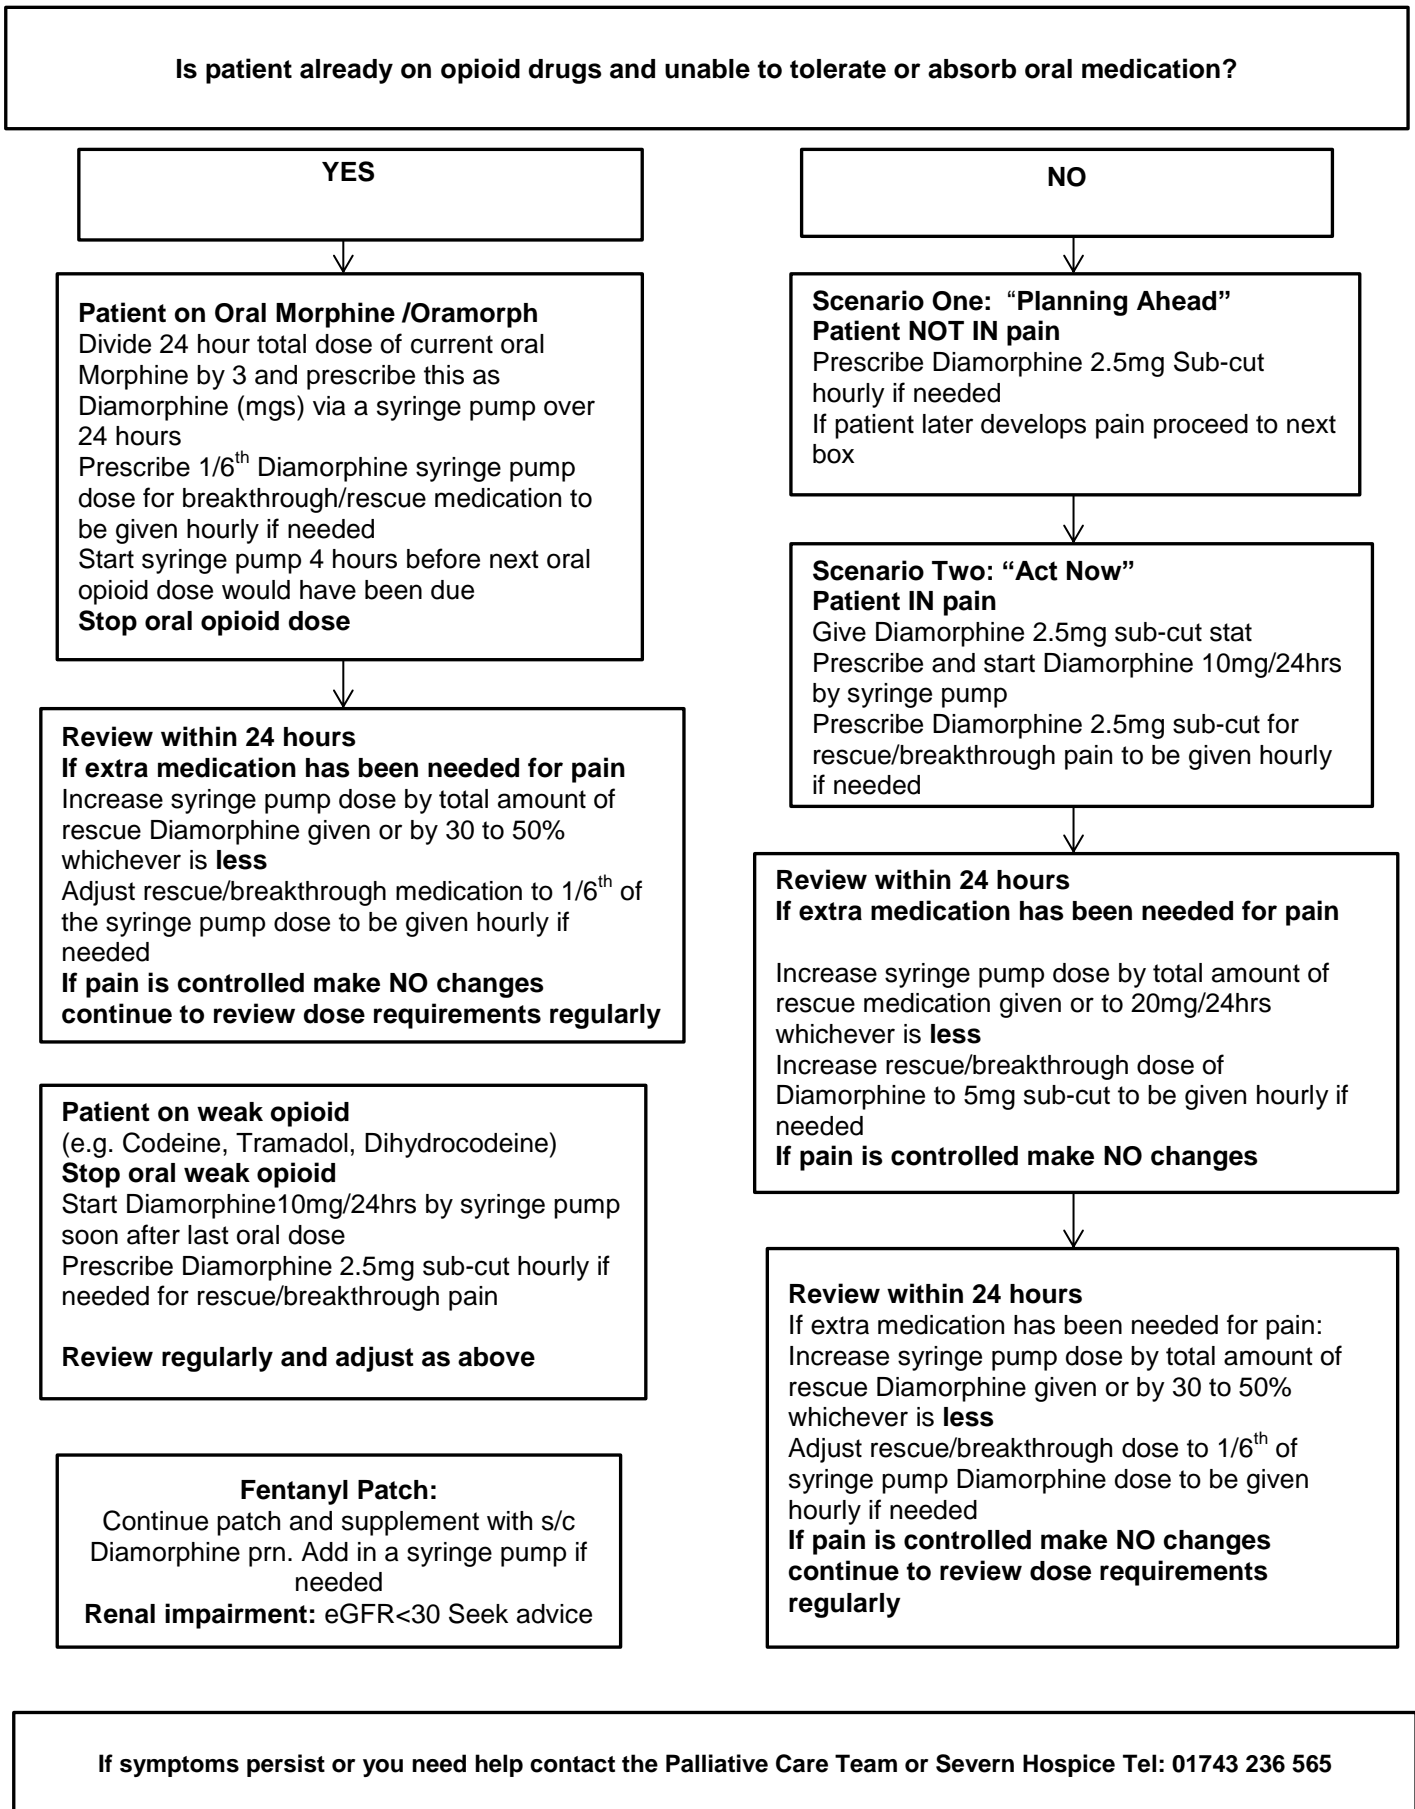 Is patient already on opioid drugs and unable to tolerate or absorb oral medication?
YES
Patient on Oral Morphine /Oramorph
Divide 24 hour total dose of current oral
Morphine by 3 and prescribe this as
Diamorphine (mgs) via a syringe pump over
24 hours
Prescribe 1/6th Diamorphine syringe pump
dose for breakthrough/rescue medication to
be given hourly if needed
Start syringe pump 4 hours before next oral
opioid dose would have been due
Stop oral opioid dose
Review within 24 hours
If extra medication has been needed for pain
Increase syringe pump dose by total amount of
rescue Diamorphine given or by 30 to 50%
whichever is less
Adjust rescue/breakthrough medication to 1/6th of
the syringe pump dose to be given hourly if
needed
If pain is controlled make NO changes
continue to review dose requirements regularly
Patient on weak opioid
(e.g. Codeine, Tramadol, Dihydrocodeine)
Stop oral weak opioid
Start Diamorphine10mg/24hrs by syringe pump
soon after last oral dose
Prescribe Diamorphine 2.5mg sub-cut hourly if
needed for rescue/breakthrough pain
Review regularly and adjust as above
Fentanyl Patch:
Continue patch and supplement with s/c
Diamorphine prn. Add in a syringe pump if
needed
Renal impairment: eGFR<30 Seek advice
NO
Scenario One: “Planning Ahead”
Patient NOT IN pain
Prescribe Diamorphine 2.5mg Sub-cut
hourly if needed
If patient later develops pain proceed to next
box
Scenario Two: “Act Now”
Patient IN pain
Give Diamorphine 2.5mg sub-cut stat
Prescribe and start Diamorphine 10mg/24hrs
by syringe pump
Prescribe Diamorphine 2.5mg sub-cut for
rescue/breakthrough pain to be given hourly
if needed
Review within 24 hours
If extra medication has been needed for pain
Increase syringe pump dose by total amount of
rescue medication given or to 20mg/24hrs
whichever is less
Increase rescue/breakthrough dose of
Diamorphine to 5mg sub-cut to be given hourly if
needed
If pain is controlled make NO changes
Review within 24 hours
If extra medication has been needed for pain:
Increase syringe pump dose by total amount of
rescue Diamorphine given or by 30 to 50%
whichever is less
Adjust rescue/breakthrough dose to 1/6th of
syringe pump Diamorphine dose to be given
hourly if needed
If pain is controlled make NO changes
continue to review dose requirements
regularly
If symptoms persist or you need help contact the Palliative Care Team or Severn Hospice Tel: 01743 236 565